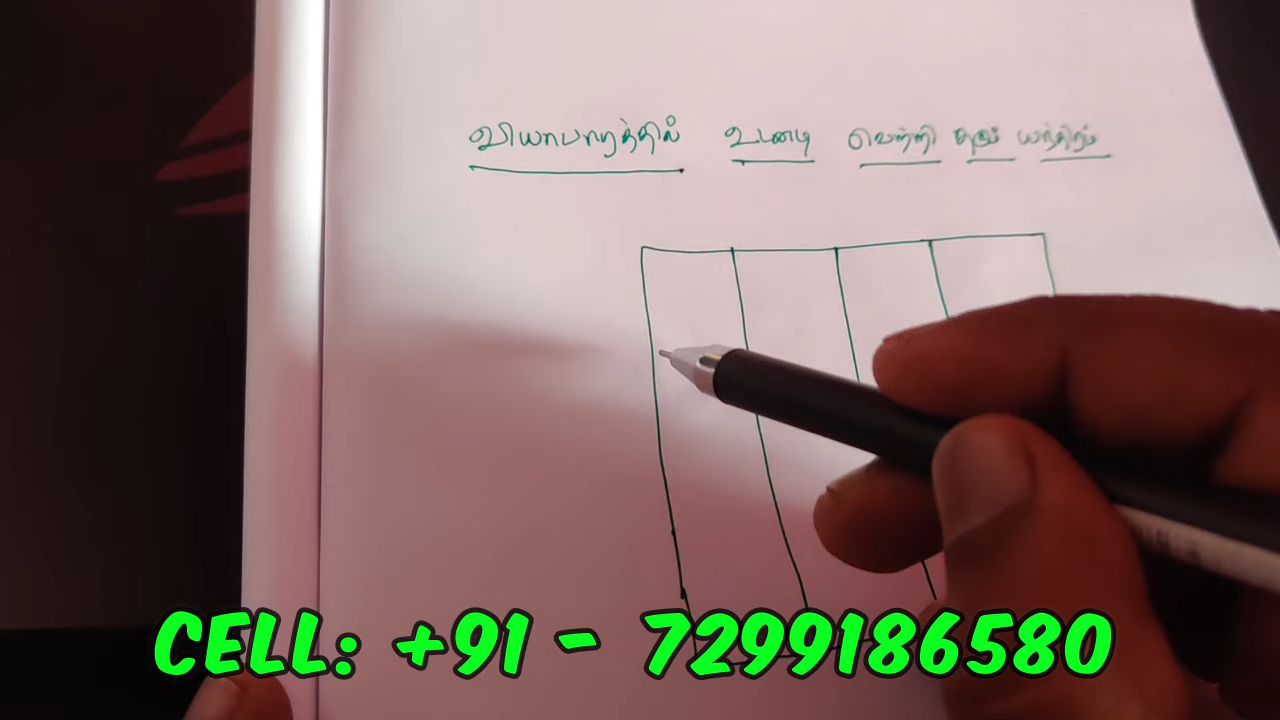 வியாபாரத்தில் உடனடி வெற்றி தரும் யந்திரம்
CELL: +91 - 7299186580